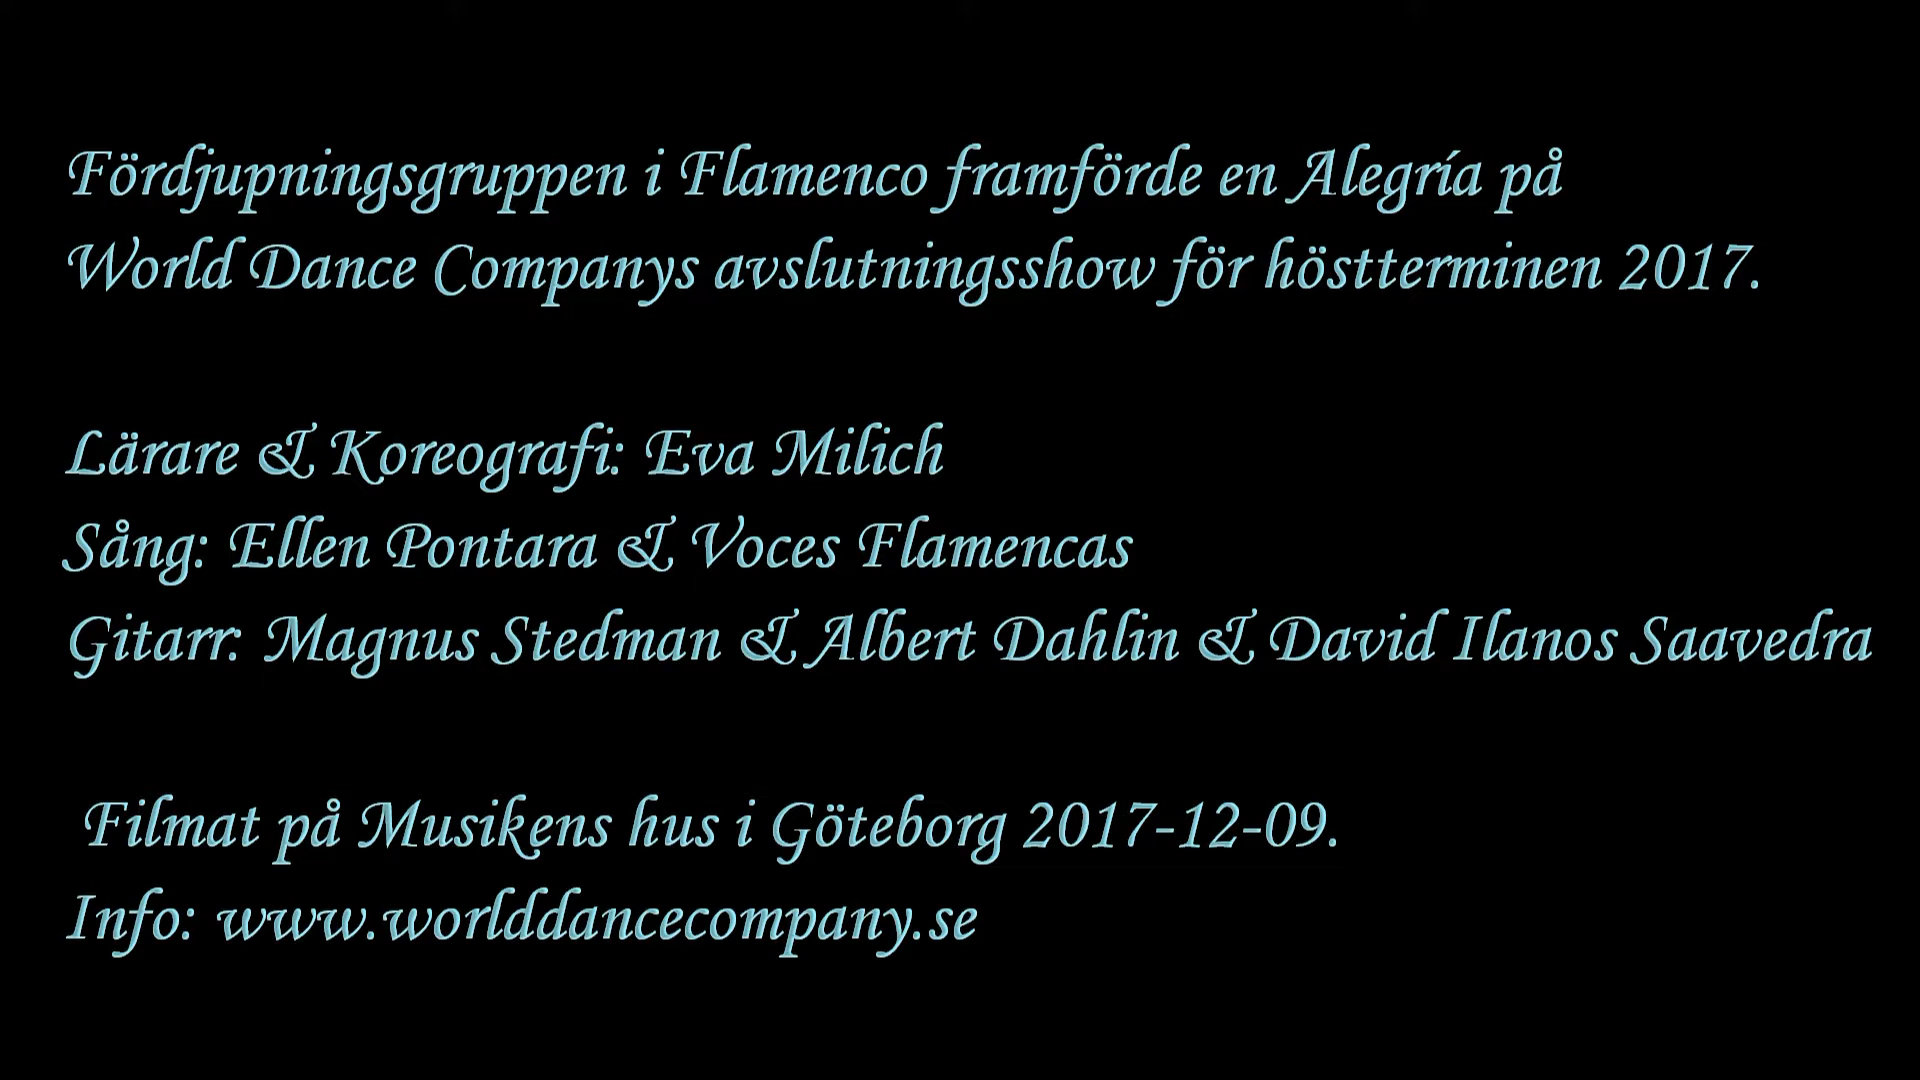 Fördjupningsgruppen i Flamenco framförde en Alegría på
World Dance Companys avslutningsshow för höstterminen 2017.
Lärare & Koreografi: Eva Milich
Sång: Ellen Pontara & Voces Flamencas
Gitarr: Magnus Stedman & Albert Dahlin & David Ilanos Saavedra
Filmat på Musikens hus i Göteborg 2017-12-09.
Info: www.worlddancecompany.se